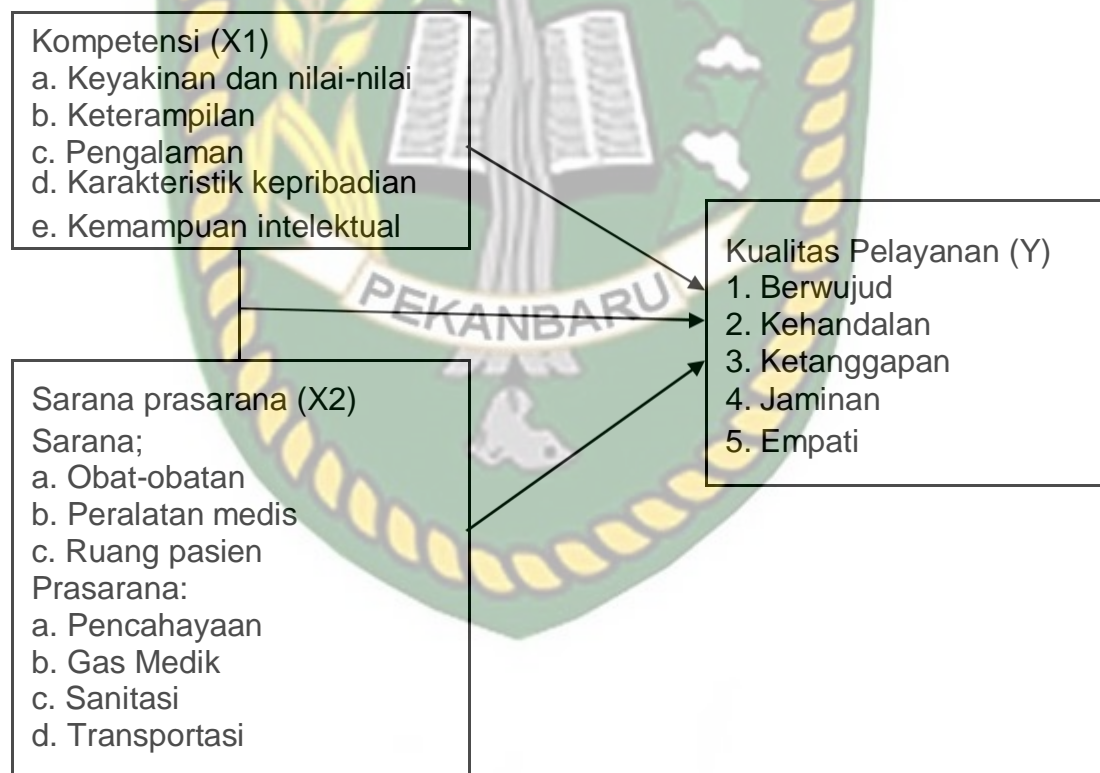 Kompetensi (X1)
a. Keyakinan dan nilai-nilai
b. Keterampilan
c. Pengalaman
d. Karakteristik kepribadian
e. Kemampuan intelektual
PEKANBARU
Kualitas Pelayanan (Y)
1. Berwujud
2. Kehandalan
3. Ketanggapan
4. Jaminan
5. Empati
Sarana prasarana (X2)
Sarana;
a. Obat-obatan
b. Peralatan medis
c. Ruang pasien
Prasarana:
a. Pencahayaan
b. Gas Medik
c. Sanitasi
d. Transportasi